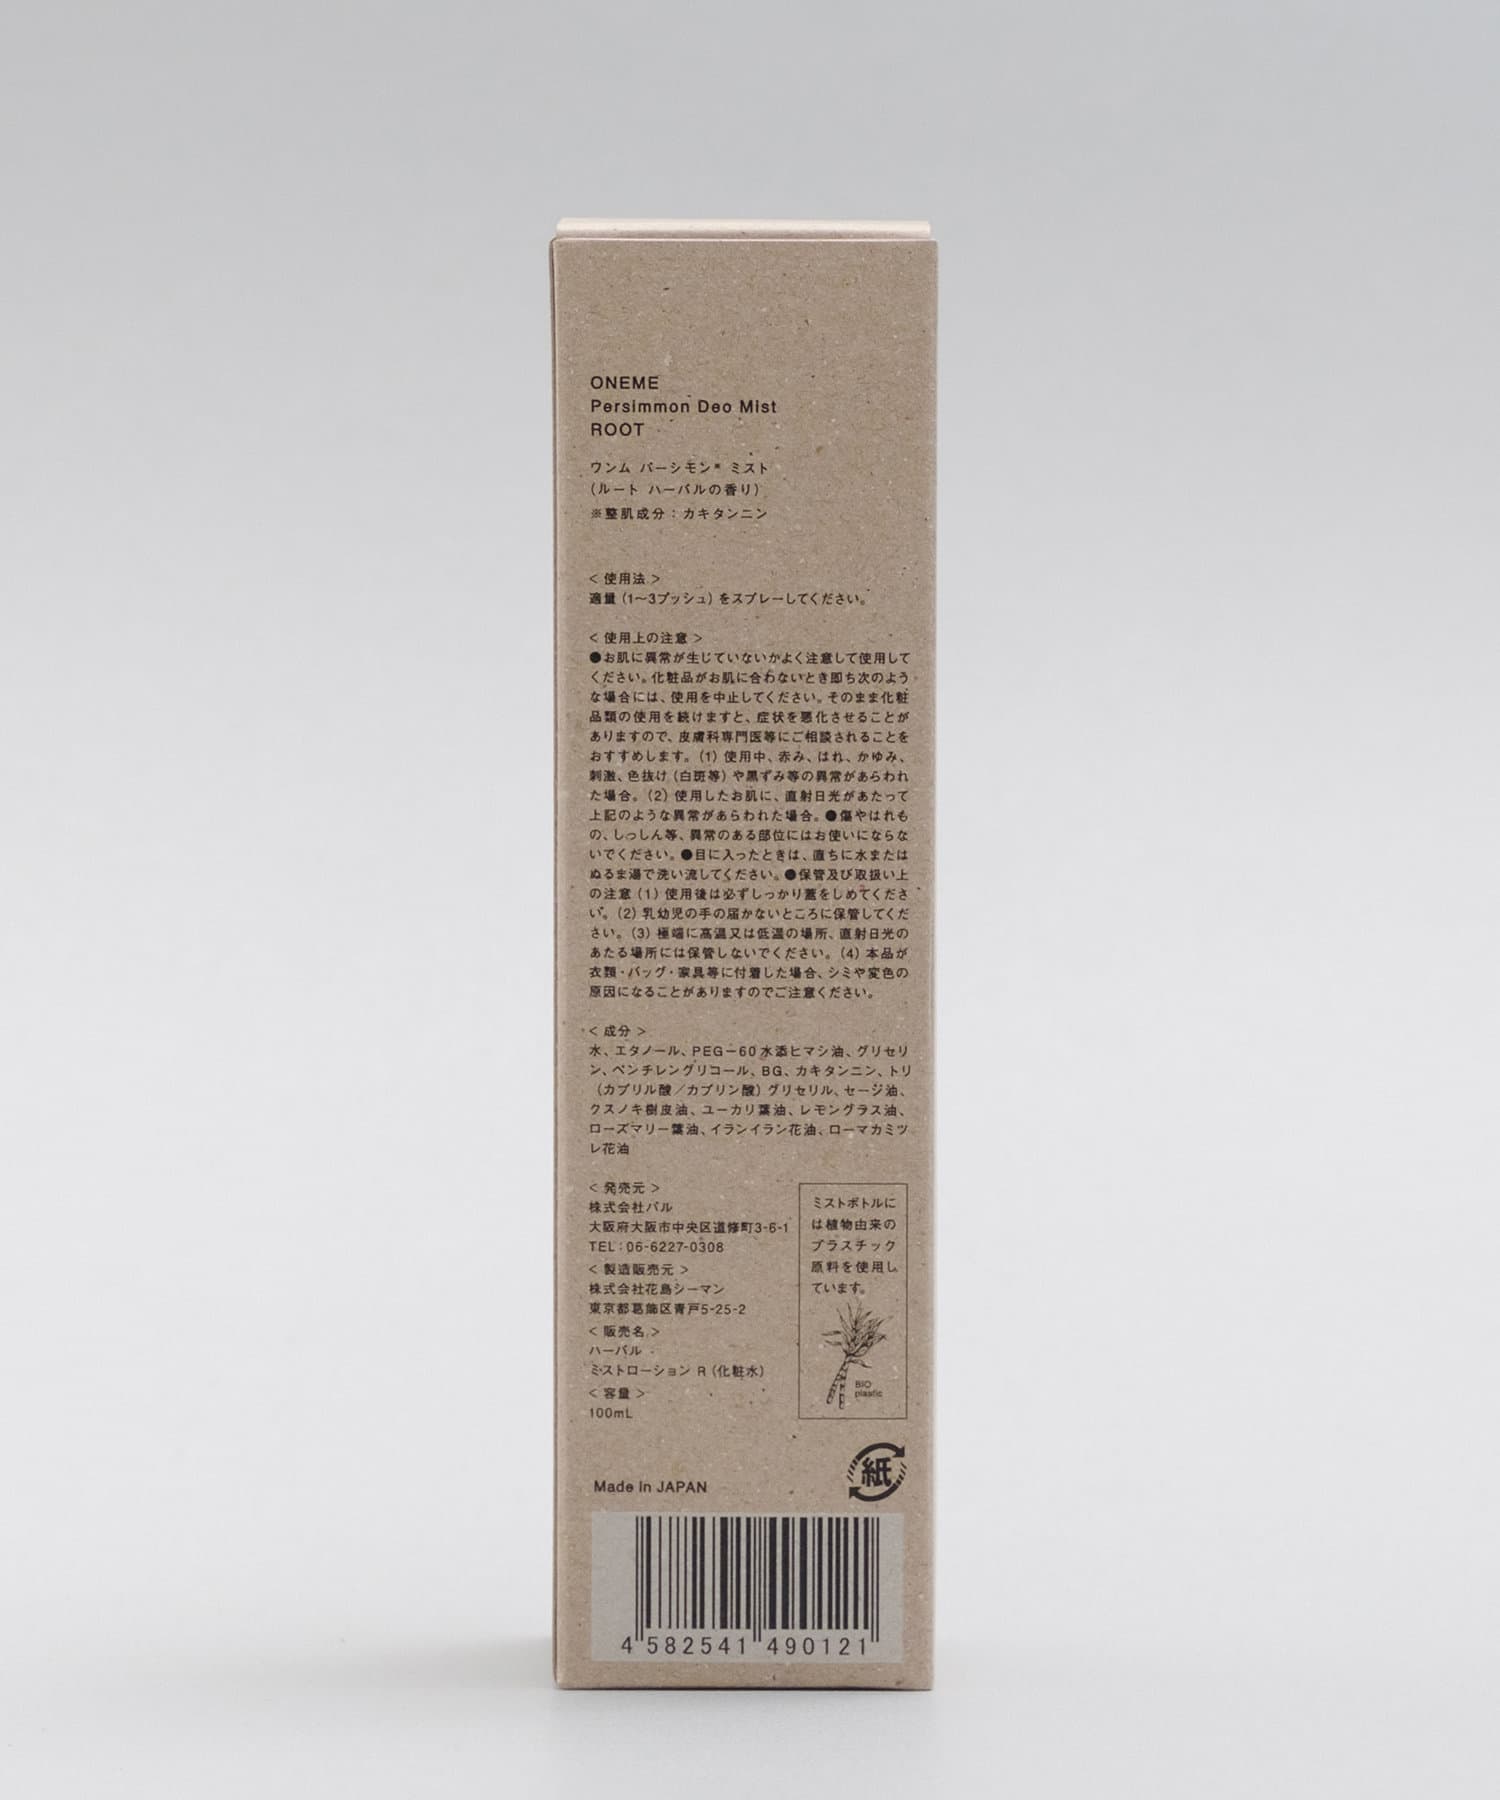 ONEME
Persimmon Deo Mist
ROOT
ウンム パーシモン※ ミスト
（ルート ハーバルの香り）
※整肌成分：カキタンニン
< 使用法 >
適量（1〜3プッシュ）をスプレーしてください。
< 使用上の注意 >
●お肌に異常が生じていないかよく注意して使用して
ください。化粧品がお肌に合わないとき即ち次のよう
な場合には、使用を中止してください。そのまま化粧
品類の使用を続けますと、症状を悪化させることが
ありますので、皮膚科専門医等にご相談されることを
おすすめします。（1）使用中、赤み、はれ、かゆみ、
刺激、色抜け（白斑等）や黒ずみ等の異常があらわれ
た場合。（2）使用したお肌に、直射日光があたって
上記のような異常があらわれた場合。●傷やはれも
の、しっしん等、異常のある部位にはお使いにならな
いでください。●目に入ったときは、直ちに水または
ぬるま湯で洗い流してください。●保管及び取扱い上
の注意（1）使用後は必ずしっかり蓋をしめてくださ
い。（2）乳幼児の手の届かないところに保管してくだ
さい。（3）極端に高温又は低温の場所、直射日光の
あたる場所には保管しないでください。（4）本品が
衣類・バッグ・家具等に付着した場合、シミや変色の
原因になることがありますのでご注意ください。
< 成分 >
水、エタノール、PEG－60水添ヒマシ油、グリセリ
ン、ペンチレングリコール、BG、カキタンニン、トリ
（カプリル酸／カプリン酸）グリセリル、セージ油、
クスノキ樹皮油、ユーカリ葉油、レモングラス油、
ローズマリー葉油、イランイラン花油、ローマカミツ
レ花油
< 発売元 >
株式会社パル
大阪府大阪市中央区道修町3-6-1
TEL：06-6227-0308
< 製造販売元 >
株式会社花島シーマン
東京都葛飾区青戸5-25-2
< 販売名 >
ハーバル
ミストローション R（化粧水）
< 容量 >
100mL
ミストボトルに
は植物由来の
プラスチック
原料を使用し
ています。
BIO
plastic
紙
Made in JAPAN
4 582541 490121